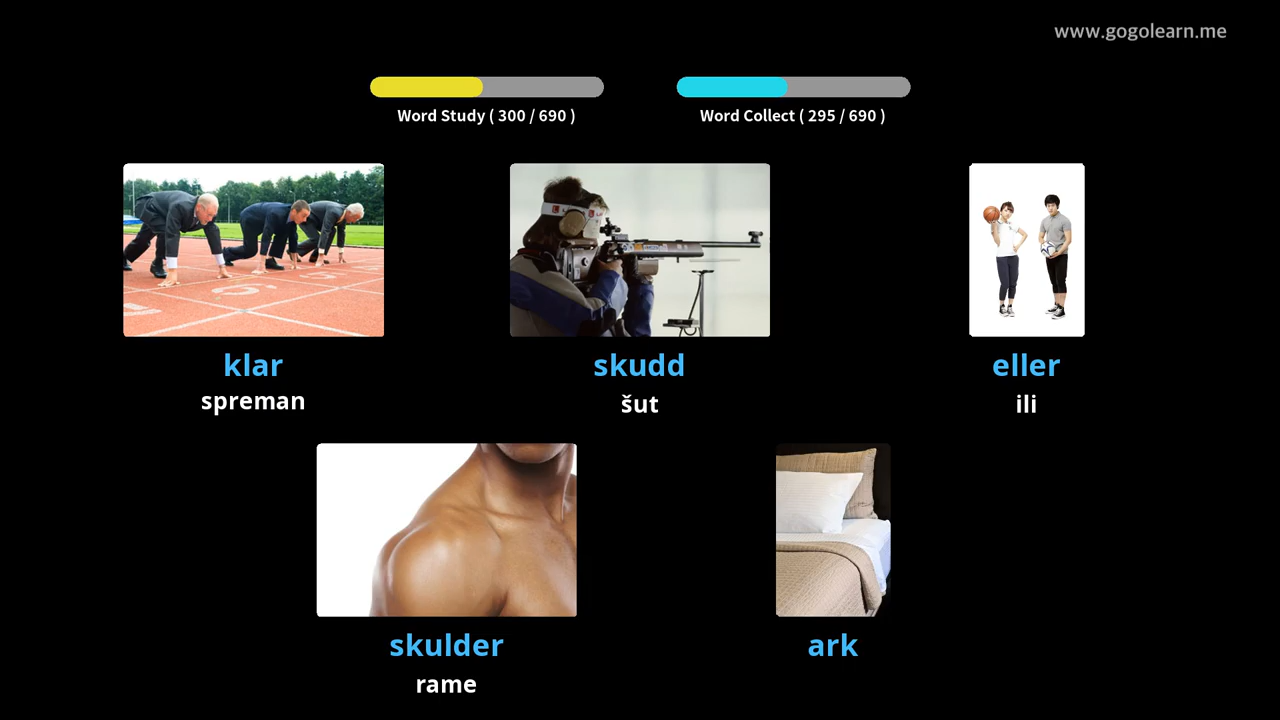 www.gogolearn.me
Word Study ( 300 / 690 )
Word Collect ( 295 / 690 )
klar
spreman
skudd
šut
eller
ili
skulder
rame
ark